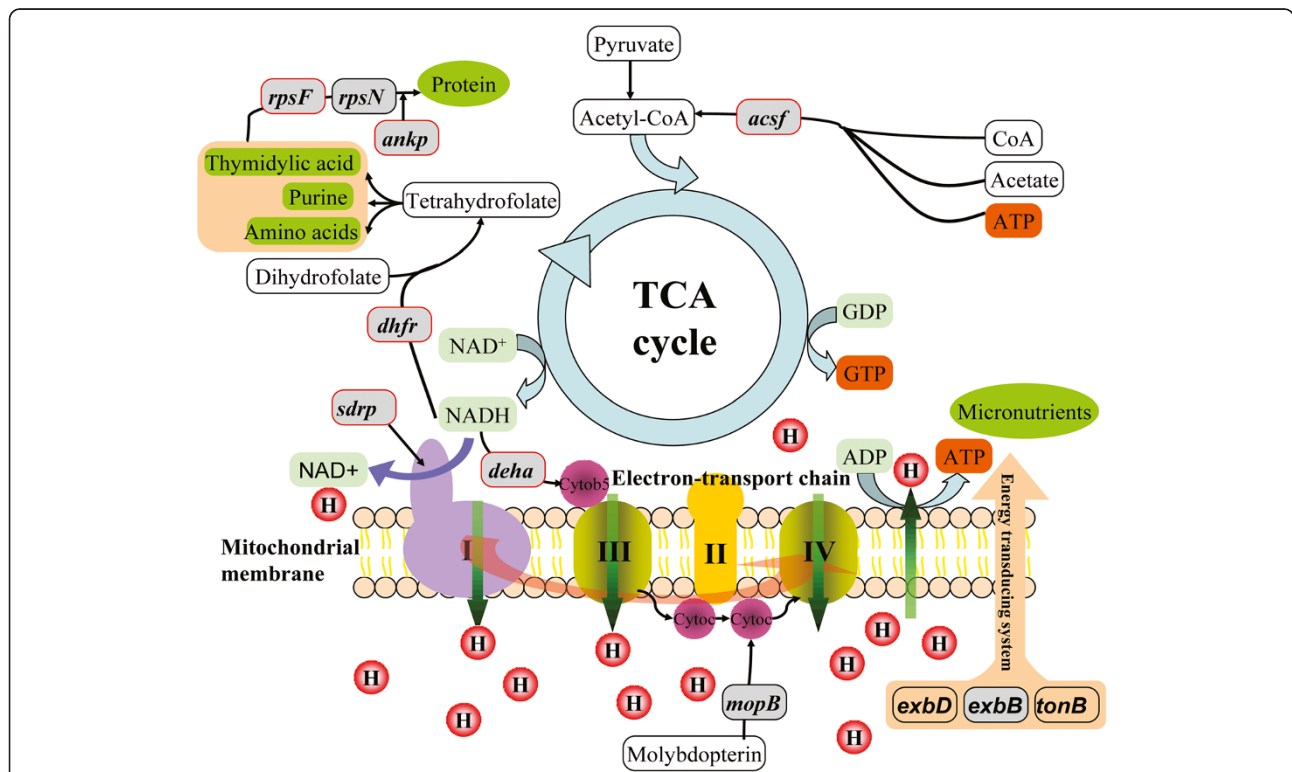 Pyruvate
rpsF
rpsN
Protein
Acetyl-CoA
acsf
ankp
CoA
Thymidylic acid
Acetate
Purine
Tetrahydrofolate
ATP
Amino acids
Dihydrofolate
TCA
cycle
GDP
dhfr
NAD+
GTP
sdrp
NADH
Micronutrients
H
NAD+
deha
Cytob5
Electron-transport chain
ADP
H
ATP
H
Mitochondrial
membrane
I
III
II
IV
Energy transducing system
Cytoc
Cytoc
H
H
H
H
H
H
H
H
H
H
mopB
exbD
exbB
tonB
H
H
Molybdopterin